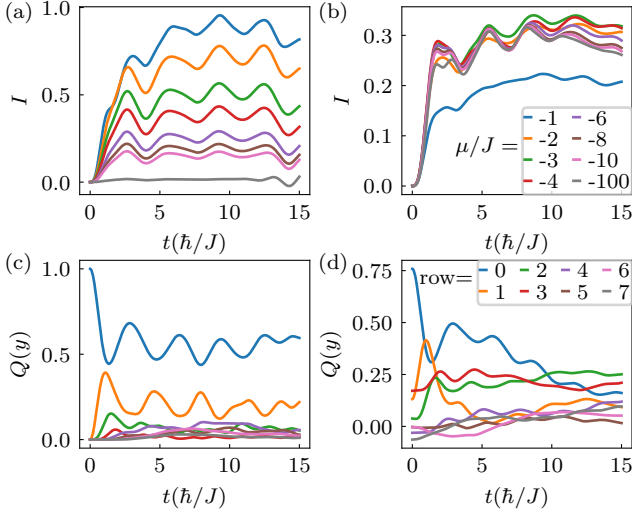 (a)
1.0
0.5
0.0
I
0 5 10 15
t(ħ/J)
(b)
0.3
0.2
0.1
0.0
I
μ/J =
-1 -6
-2 -8
-3 -10
-4 -100
0 5 10 15
t(ħ/J)
(c)
1.0
0.5
0.0
Q(y)
0 5 10 15
t(ħ/J)
(d)
0.75
0.50
0.25
0.00
Q(y)
row= 0 2 4 6
1 3 5 7
0 5 10 15
t(ħ/J)